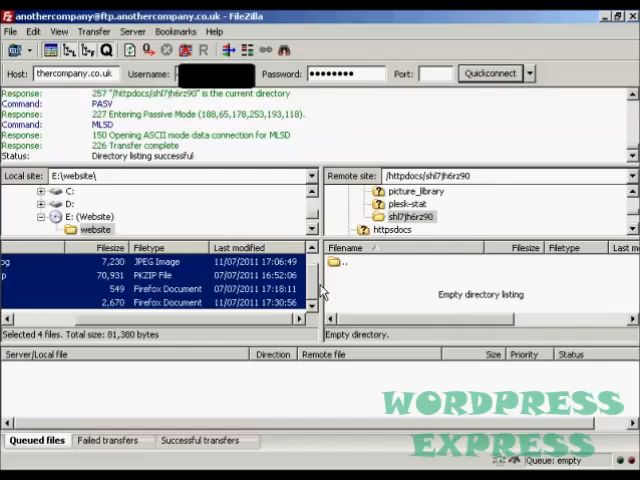 anothercompany@ftp.anothercompany.co.uk - FileZilla
File Edit View Transfer Server Bookmarks Help
Host: thercompany.co.uk Username: Password: ●●●●●●●● Port: Quickconnect
Response: 257 "/httpdocs/shl7jh6rz90" is the current directory
Command: PASV
Response: 227 Entering Passive Mode (188,65,178,253,193,118).
Command: MLSD
Response: 150 Opening ASCII mode data connection for MLSD
Response: 226 Transfer complete
Status: Directory listing successful
Local site: E:\website\
C:
D:
E: (Website)
website
Remote site: /httpdocs/shl7jh6rz90
picture_library
plesk-stat
shl7jh6rz90
httpsdocs
Filesize Filetype Last modified
pg 7,230 JPEG Image 11/07/2011 17:06:49
p 70,931 PKZIP File 06/07/2011 16:52:06
549 Firefox Document 07/07/2011 17:18:11
2,670 Firefox Document 11/07/2011 17:30:56
Selected 4 files. Total size: 81,380 bytes
Filename Filesize Filetype Last m
..
Empty directory listing
Empty directory.
Server/Local file Direction Remote file Size Priority Status
Queued files Failed transfers Successful transfers
Queue: empty
WORDPRESS
EXPRESS